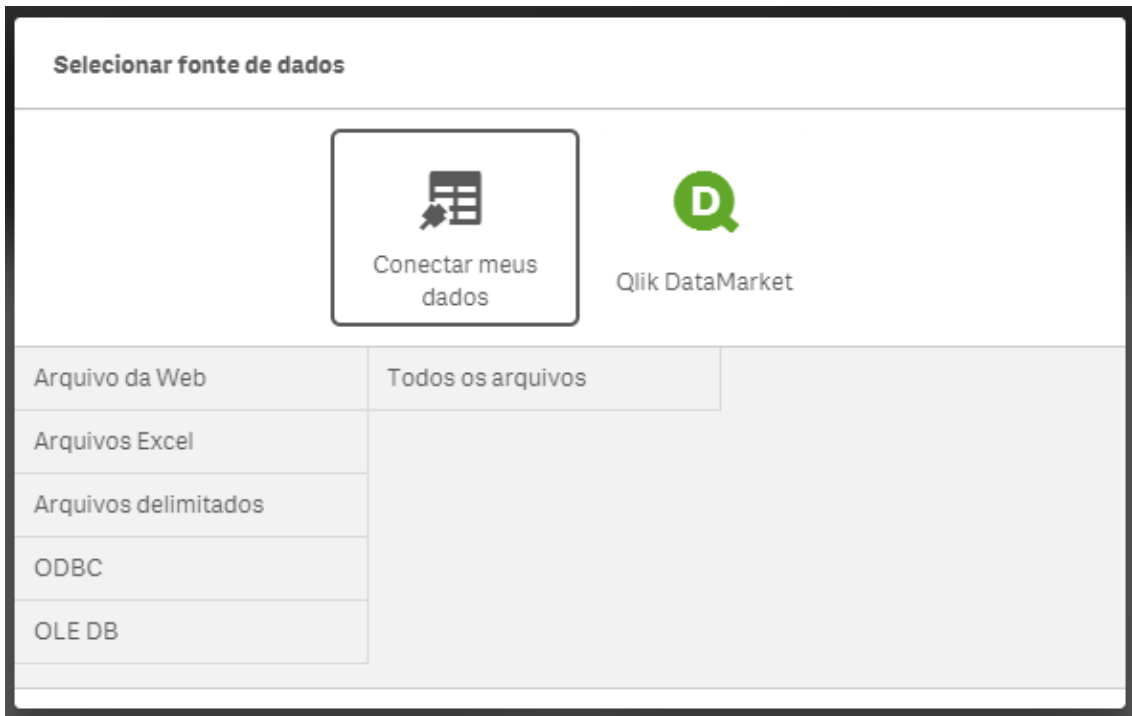 Selecionar fonte de dados
Conectar meus
dados
Qlik DataMarket
Arquivo da Web
Todos os arquivos
Arquivos Excel
Arquivos delimitados
ODBC
OLE DB